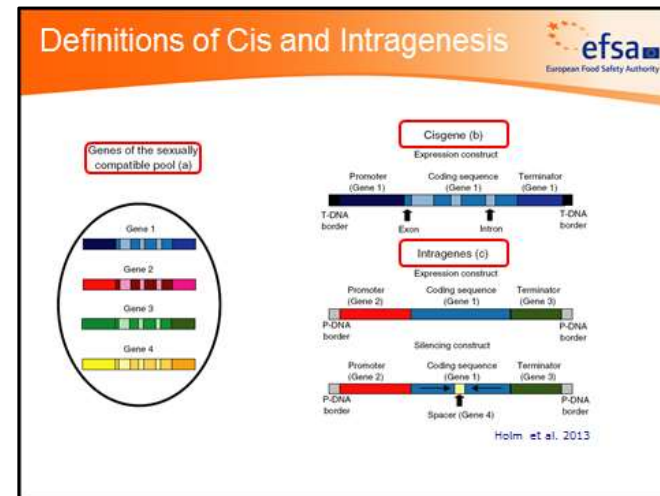 Definitions of Cis and Intragenesis
efsa
European Food Safety Authority
Genes of the sexually
compatible pool (a)
Gene 1
Gene 2
Gene 3
Gene 4
Cisgene (b)
Expression construct
Promoter
(Gene 1)
Coding sequence
(Gene 1)
Terminator
(Gene 1)
T-DNA
border
Exon
Intron
T-DNA
border
Intragenes (c)
Expression construct
Promoter
(Gene 2)
Coding sequence
(Gene 1)
Terminator
(Gene 3)
P-DNA
border
P-DNA
border
Silencing construct
Promoter
(Gene 2)
Coding sequence
(Gene 1)
Terminator
(Gene 3)
P-DNA
border
Spacer (Gene 4)
P-DNA
border
Holm et al. 2013